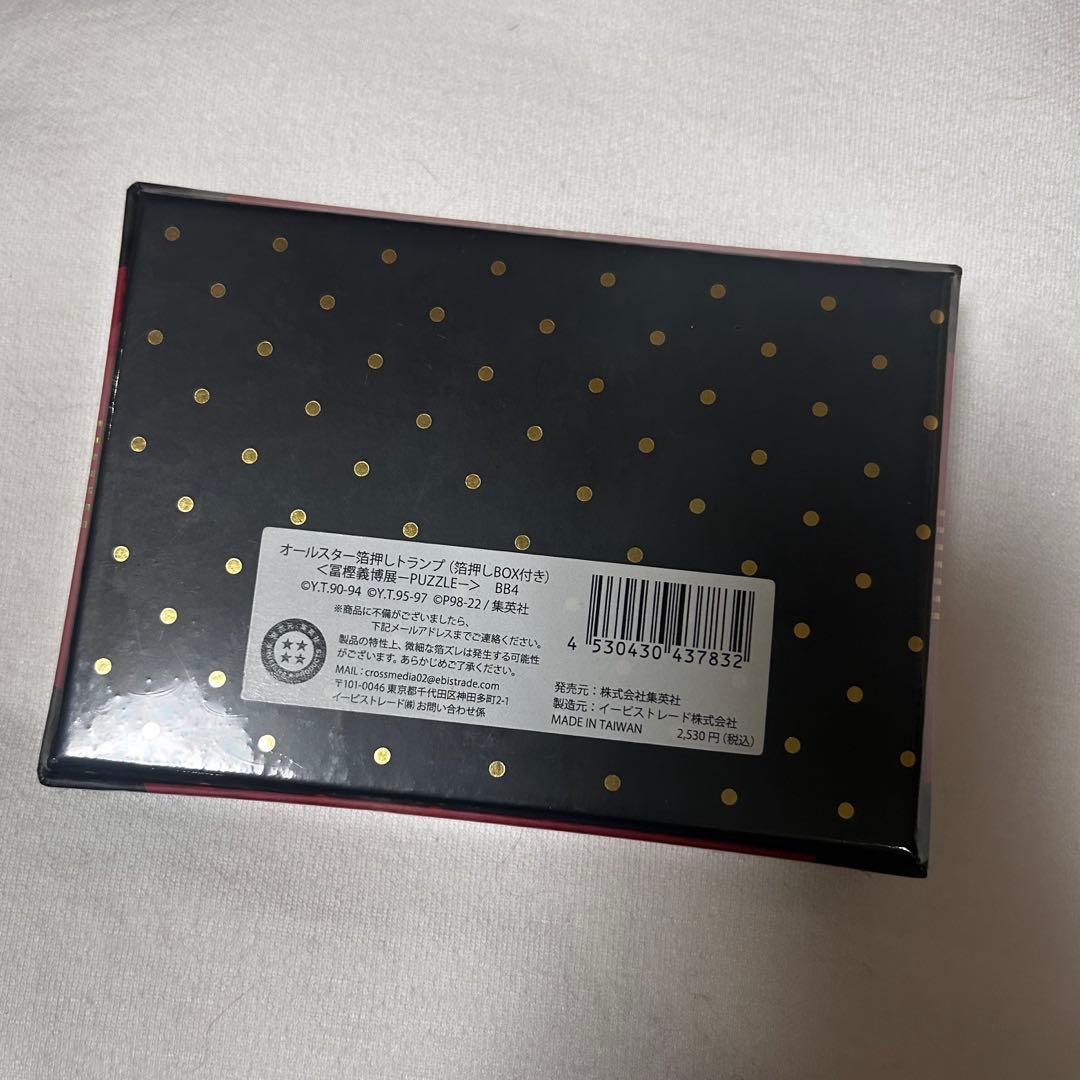 オールスター箔押しトランプ（箔押しBOX付き）
＜冨樫義博展ーPUZZLEー＞ BB4
©Y.T.90-94 ©Y.T.95-97 ©P98-22 / 集英社
※商品に不備がございましたら、
下記メールアドレスまでご連絡ください。
製品の特性上、微細な箔ズレは発生する可能性
がございます。あらかじめご了承ください。
MAIL : crossmedia02@ebistrade.com
〒101-0046 東京都千代田区神田多町2-1
イービストレード㈱ お問い合わせ係
4 530430 437832
発売元：株式会社集英社
製造元：イービストレード株式会社
MADE IN TAIWAN
2,530 円（税込）